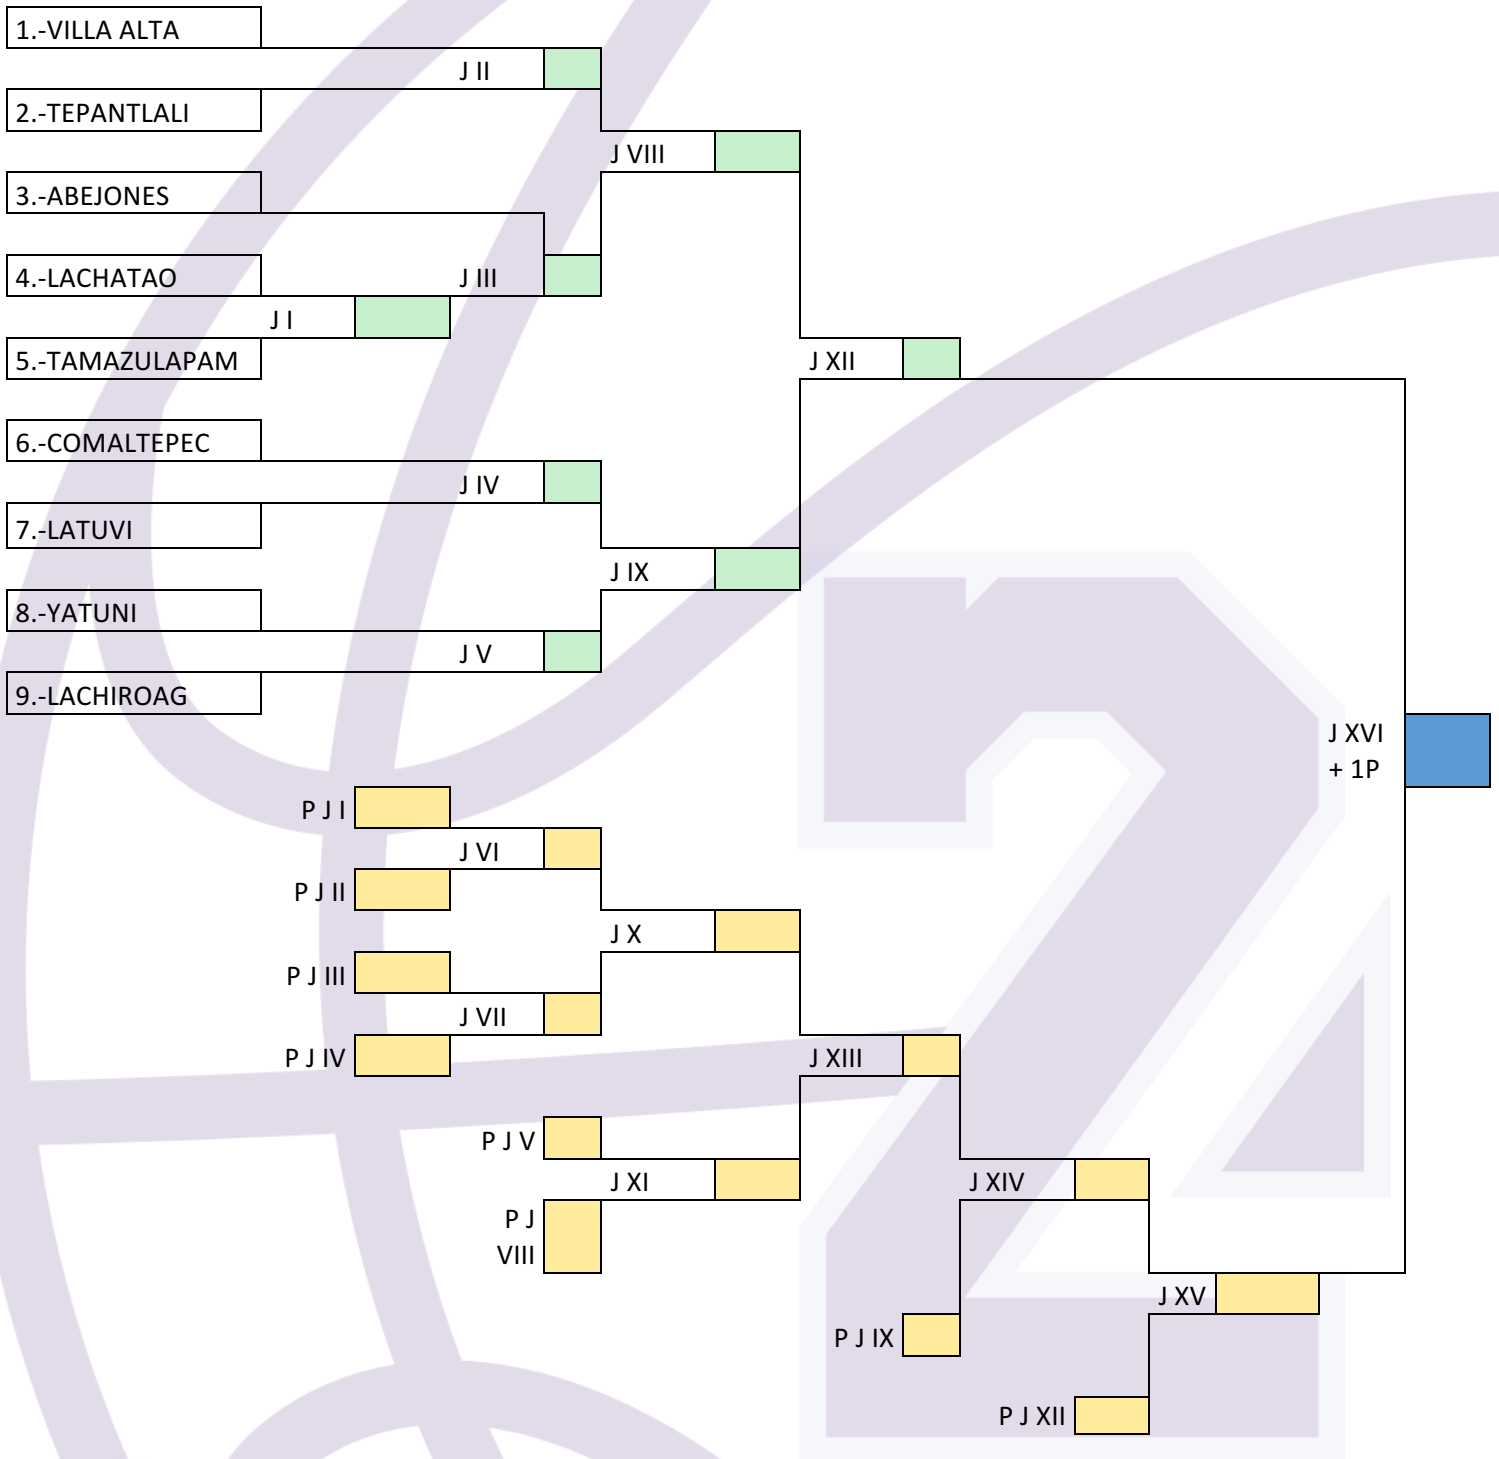 1.-VILLA ALTA
J II
2.-TEPANTLALI
J VIII
3.-ABEJONES
4.-LACHATAO
J III
J I
5.-TAMAZULAPAM
J XII
6.-COMALTEPEC
J IV
7.-LATUVI
J IX
8.-YATUNI
J V
9.-LACHIROAG
J XVI
+ 1P
P J I
J VI
P J II
J X
P J III
J VII
P J IV
J XIII
P J V
J XI
J XIV
P J
VIII
J XV
P J IX
P J XII
24